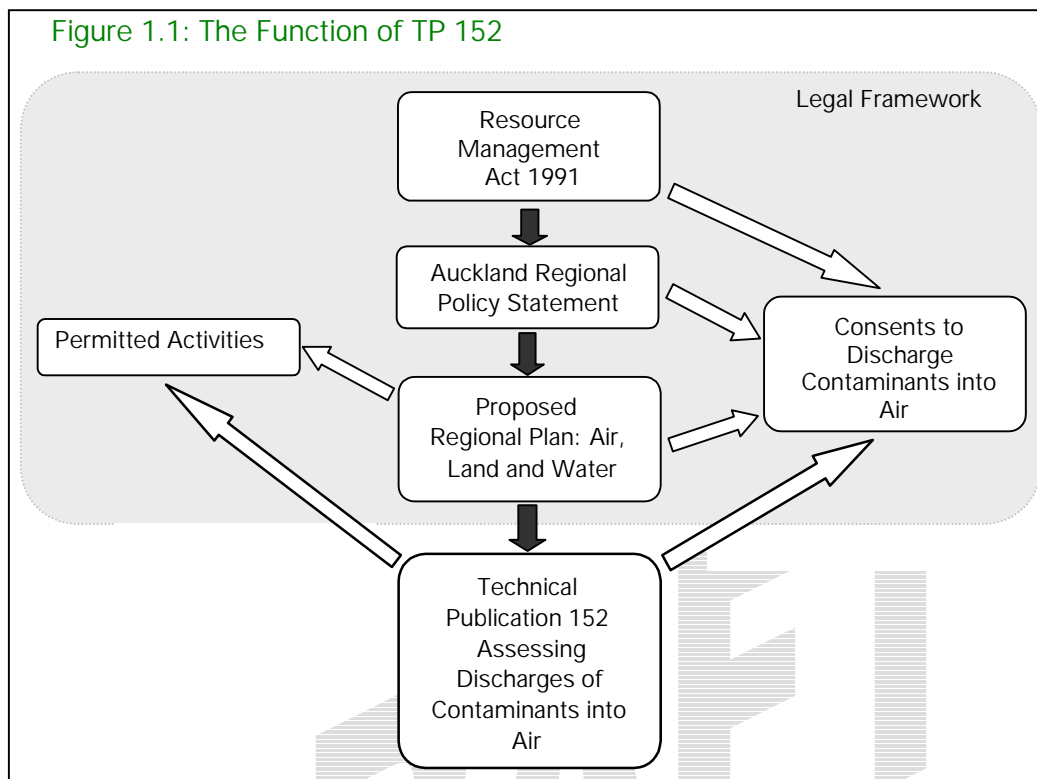 Figure 1.1: The Function of TP 152
Legal Framework
Resource
Management
Act 1991
Auckland Regional
Policy Statement
Permitted Activities
Consents to
Discharge
Contaminants into
Air
Proposed
Regional Plan: Air,
Land and Water
Technical
Publication 152
Assessing
Discharges of
Contaminants into
Air